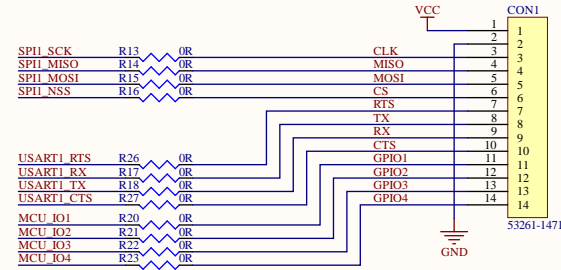 VCC CON1
1 1
2 2
SPI1_SCK R13 0R CLK 3 3
SPI1_MISO R14 0R MISO 4 4
SPI1_MOSI R15 0R MOSI 5 5
SPI1_NSS R16 0R CS 6 6
RTS 7 7
TX 8 8
RX 9 9
CTS 10 10
USART1_RTS R26 0R GPIO1 11 11
USART1_RX R17 0R GPIO2 12 12
USART1_TX R18 0R GPIO3 13 13
USART1_CTS R27 0R GPIO4 14 14
MCU_IO1 R20 0R 53261-1471
MCU_IO2 R21 0R
MCU_IO3 R22 0R GND
MCU_IO4 R23 0R